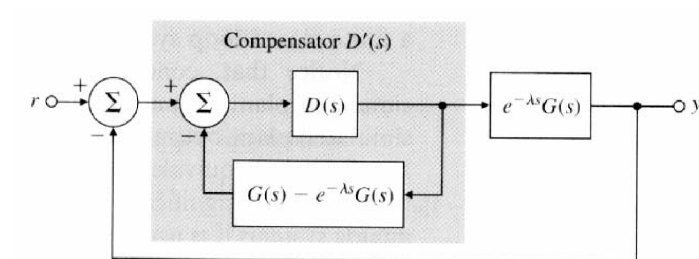 Compensator D′(s)
r
+
Σ
−
+
Σ
−
D(s)
e^{−λs}G(s)
y
G(s) − e^{−λs}G(s)